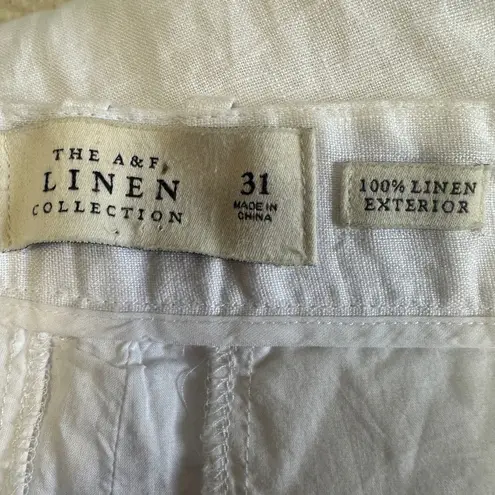 THE A&F
LINEN
COLLECTION
31
MADE IN
CHINA
100% LINEN
EXTERIOR